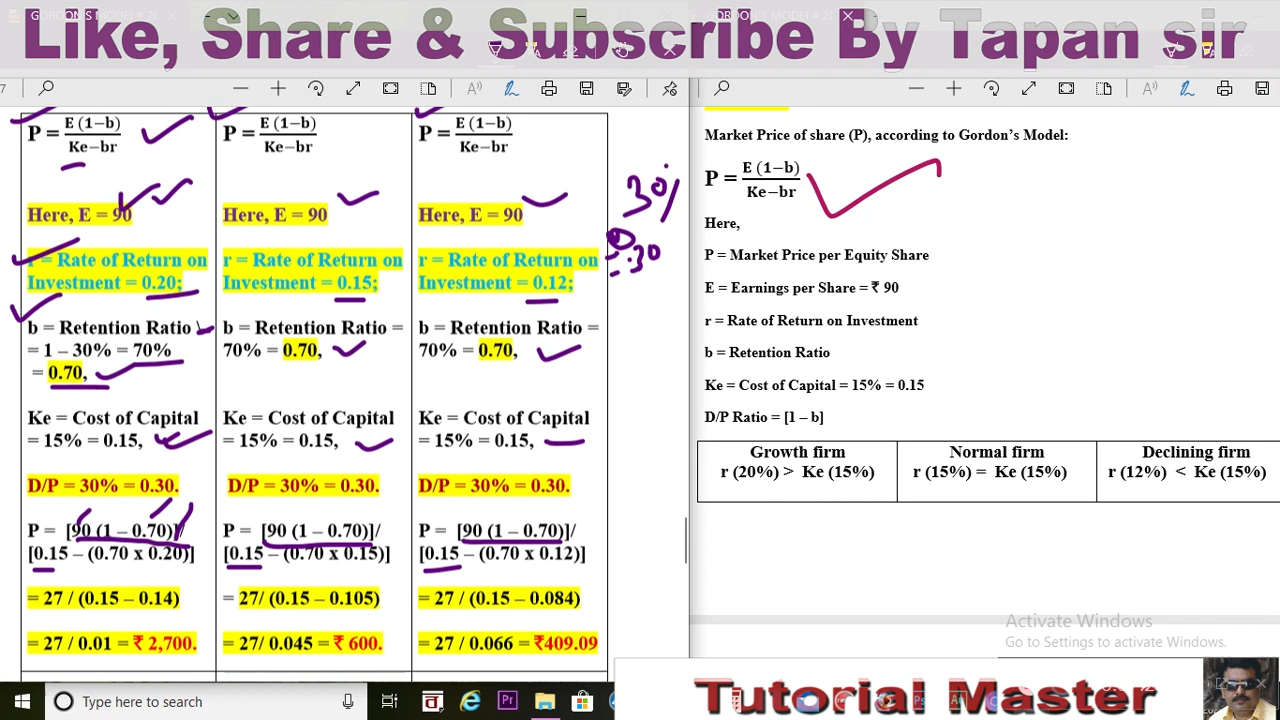 GORDON'S MODEL # 2
GORDON'S MODEL # 2
Like, Share & Subscribe By Tapan sir
P = E (1−b)
Ke−br
Here, E = 90
r = Rate of Return on
Investment = 0.20;
b = Retention Ratio
= 1 – 30% = 70%
= 0.70,
Ke = Cost of Capital
= 15% = 0.15,
D/P = 30% = 0.30.
P = [90 (1 – 0.70)]/
[0.15 – (0.70 x 0.20)]
= 27 / (0.15 – 0.14)
= 27 / 0.01 = ₹ 2,700.
P = E (1−b)
Ke−br
Here, E = 90
r = Rate of Return on
Investment = 0.15;
b = Retention Ratio =
70% = 0.70,
Ke = Cost of Capital
= 15% = 0.15,
D/P = 30% = 0.30.
P = [90 (1 – 0.70)]/
[0.15 – (0.70 x 0.15)]
= 27/ (0.15 – 0.105)
= 27/ 0.045 = ₹ 600.
P = E (1−b)
Ke−br
Here, E = 90
r = Rate of Return on
Investment = 0.12;
b = Retention Ratio =
70% = 0.70,
Ke = Cost of Capital
= 15% = 0.15,
D/P = 30% = 0.30.
P = [90 (1 – 0.70)]/
[0.15 – (0.70 x 0.12)]
= 27 / (0.15 – 0.084)
= 27 / 0.066 = ₹409.09
30%
.30
Market Price of share (P), according to Gordon's Model:
P = E (1−b)
Ke−br
Here,
P = Market Price per Equity Share
E = Earnings per Share = ₹ 90
r = Rate of Return on Investment
b = Retention Ratio
Ke = Cost of Capital = 15% = 0.15
D/P Ratio = [1 – b]
Growth firm
r (20%) > Ke (15%)
Normal firm
r (15%) = Ke (15%)
Declining firm
r (12%) < Ke (15%)
Activate Windows
Go to Settings to activate Windows.
Type here to search
Tutorial Master